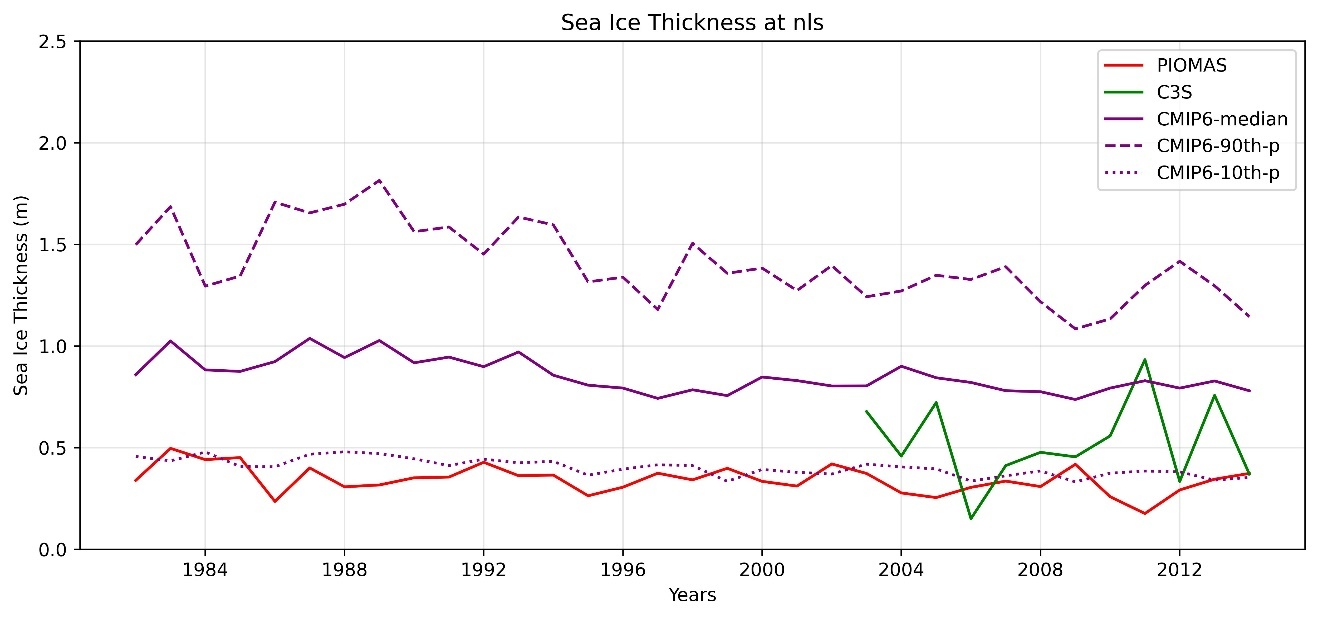 Sea Ice Thickness at nls
2.5
2.0
1.5
1.0
0.5
0.0
Sea Ice Thickness (m)
PIOMAS
C3S
CMIP6-median
CMIP6-90th-p
CMIP6-10th-p
1984 1988 1992 1996 2000 2004 2008 2012
Years